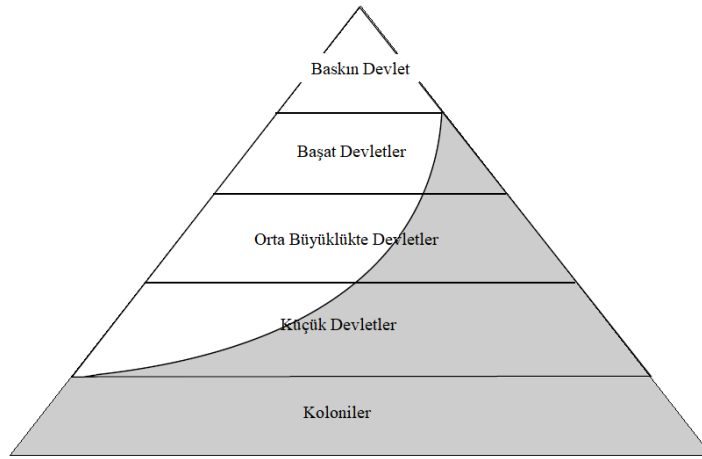 Baskın Devlet
Başat Devletler
Orta Büyüklükte Devletler
Küçük Devletler
Koloniler